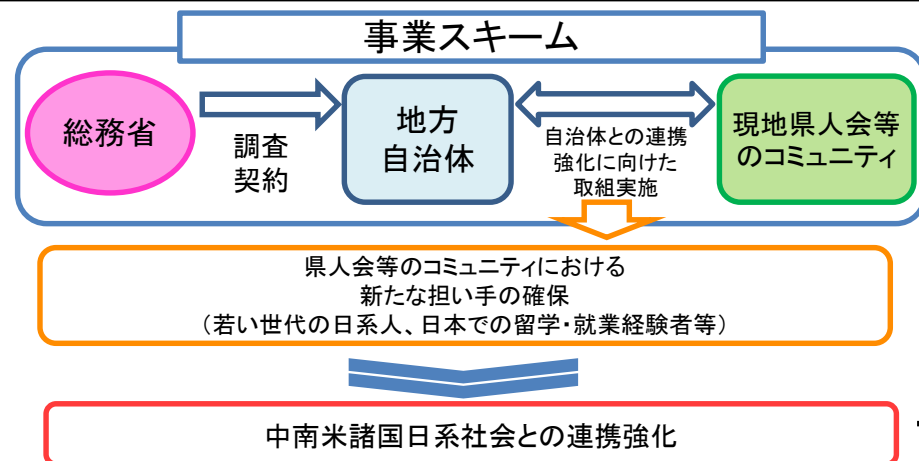 事業スキーム
総務省
調査
契約
地方
自治体
自治体との連携
強化に向けた
取組実施
現地県人会等
のコミュニティ
県人会等のコミュニティにおける
新たな担い手の確保
（若い世代の日系人、日本での留学・就業経験者等）
中南米諸国日系社会との連携強化